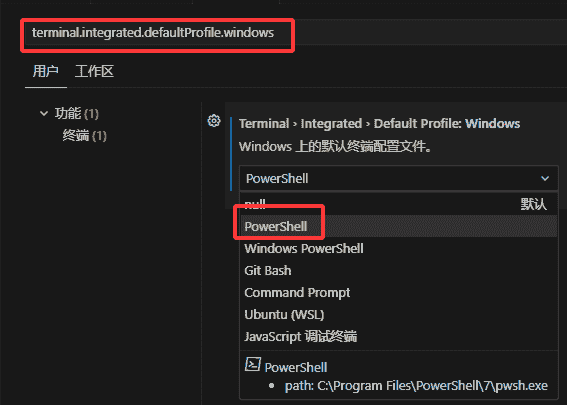 terminal.integrated.defaultProfile.windows
用户 工作区
功能 (1)
终端 (1)
Terminal › Integrated › Default Profile: Windows
Windows 上的默认终端配置文件。
PowerShell
null 默认
PowerShell
Windows PowerShell
Git Bash
Command Prompt
Ubuntu (WSL)
JavaScript 调试终端
PowerShell
• path: C:\Program Files\PowerShell\7\pwsh.exe